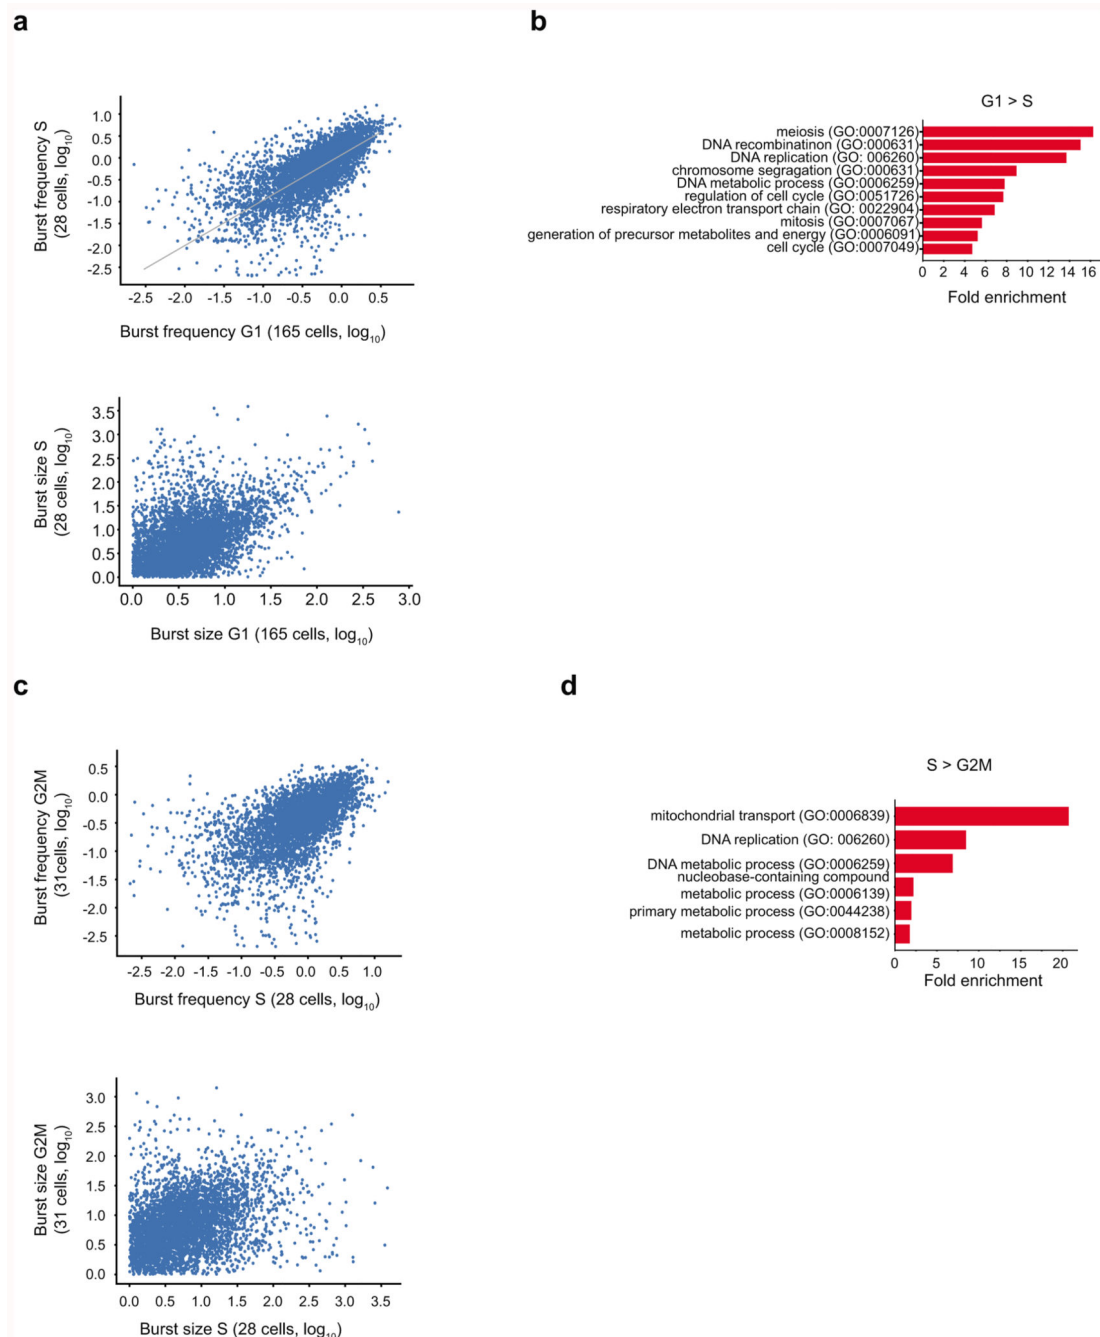 a
Burst frequency S
(28 cells, log10)
1.0
0.5
0.0
-0.5
-1.0
-1.5
-2.0
-2.5
-2.5 -2.0 -1.5 -1.0 -0.5 0.0 0.5
Burst frequency G1 (165 cells, log10)
Burst size S
(28 cells, log10)
3.5
3.0
2.5
2.0
1.5
1.0
0.5
0.0
0.0 0.5 1.0 1.5 2.0 2.5 3.0
Burst size G1 (165 cells, log10)
b
G1 > S
meiosis (GO:0007126)
DNA recombinatinon (GO:000631)
DNA replication (GO: 006260)
chromosome segragation (GO:000631)
DNA metabolic process (GO:0006259)
regulation of cell cycle (GO:0051726)
respiratory electron transport chain (GO: 0022904)
mitosis (GO:0007067)
generation of precursor metabolites and energy (GO:0006091)
cell cycle (GO:0007049)
0 2 4 6 8 10 12 14 16
Fold enrichment
c
Burst frequency G2M
(31cells, log10)
0.5
0.0
-0.5
-1.0
-1.5
-2.0
-2.5
-2.5 -2.0 -1.5 -1.0 -0.5 0.0 0.5 1.0
Burst frequency S (28 cells, log10)
Burst size G2M
(31 cells, log10)
3.0
2.5
2.0
1.5
1.0
0.5
0.0
0.0 0.5 1.0 1.5 2.0 2.5 3.0 3.5
Burst size S (28 cells, log10)
d
S > G2M
mitochondrial transport (GO:0006839)
DNA replication (GO: 006260)
DNA metabolic process (GO:0006259)
nucleobase-containing compound
metabolic process (GO:0006139)
primary metabolic process (GO:0044238)
metabolic process (GO:0008152)
0 5 10 15 20
Fold enrichment